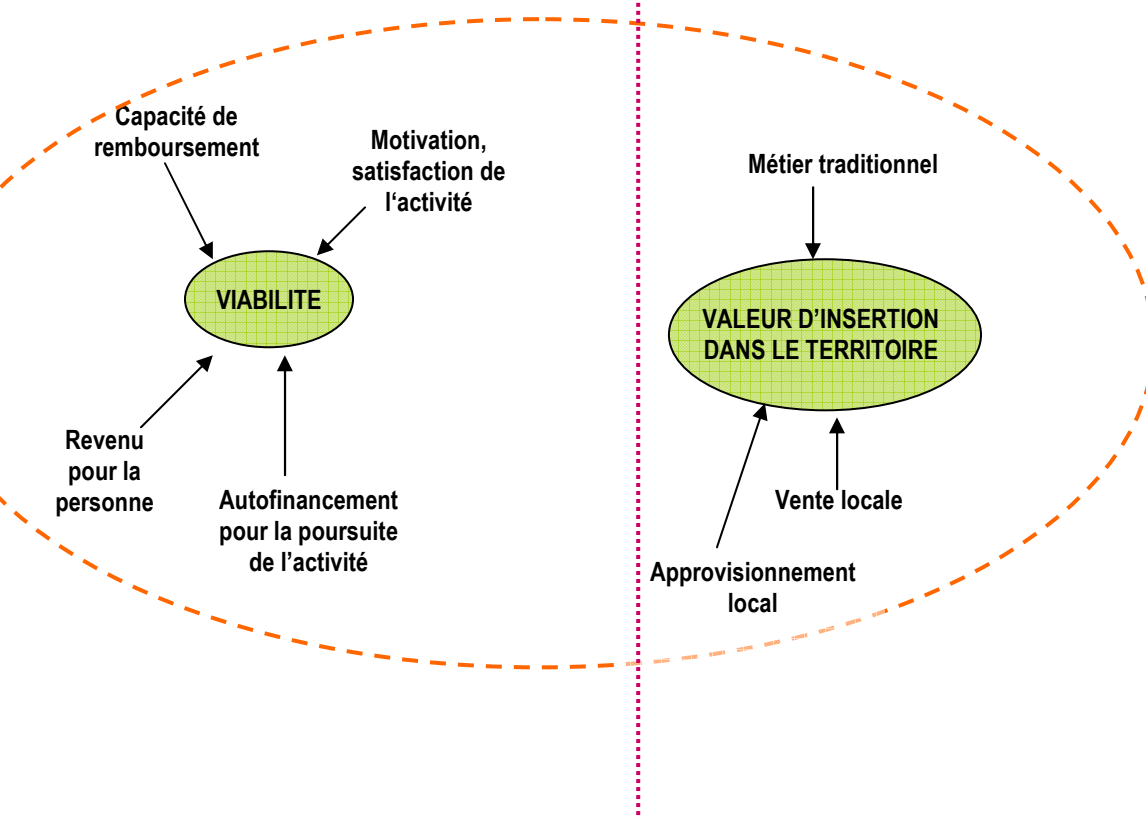 Capacité de
remboursement
Motivation,
satisfaction de
l‘activité
VIABILITE
Revenu
pour la
personne
Autofinancement
pour la poursuite
de l’activité
Métier traditionnel
VALEUR D’INSERTION
DANS LE TERRITOIRE
Vente locale
Approvisionnement
local